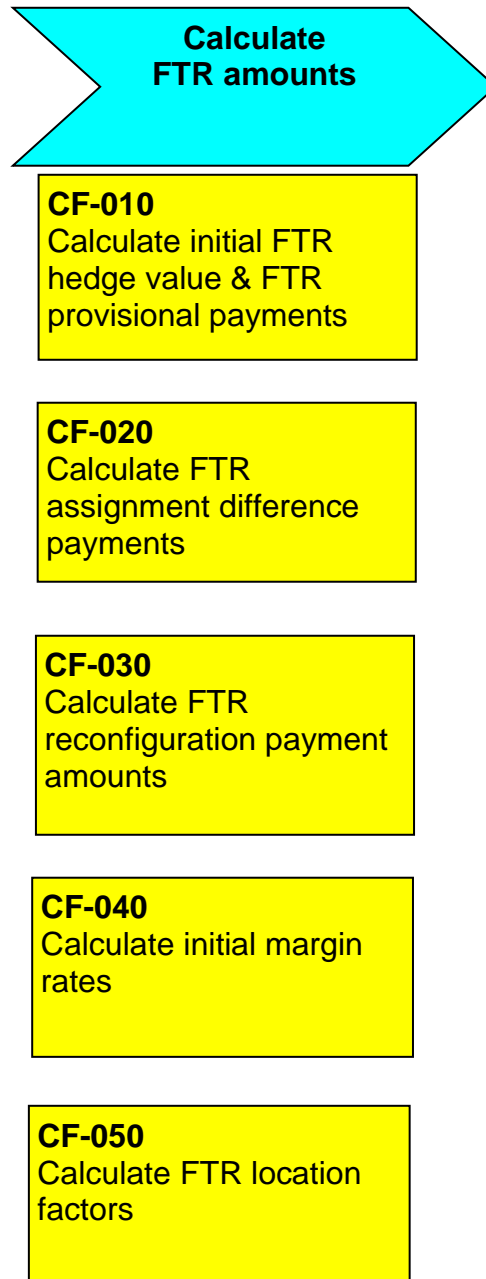 Calculate
FTR amounts
CF-010
Calculate initial FTR
hedge value & FTR
provisional payments
CF-020
Calculate FTR
assignment difference
payments
CF-030
Calculate FTR
reconfiguration payment
amounts
CF-040
Calculate initial margin
rates
CF-050
Calculate FTR location
factors